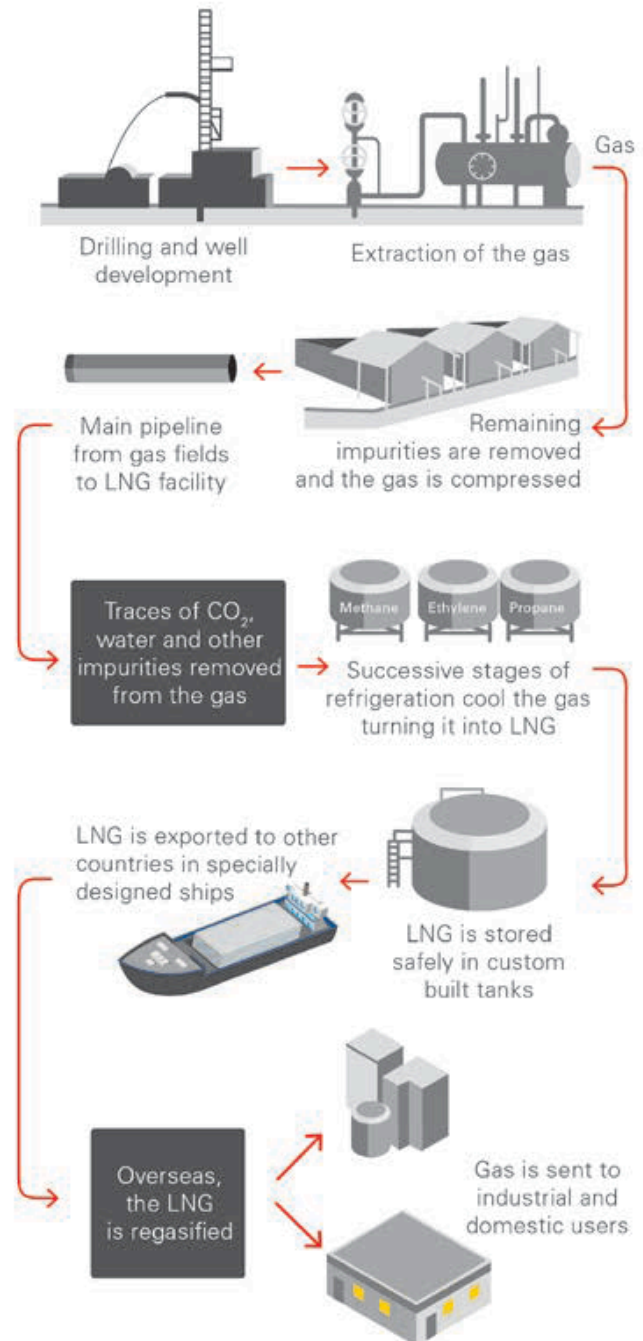 Gas
Drilling and well
development
Extraction of the gas
Remaining
impurities are removed
and the gas is compressed
Main pipeline
from gas fields
to LNG facility
Traces of CO₂,
water and other
impurities removed
from the gas
Methane
Ethylene
Propane
Successive stages of
refrigeration cool the gas
turning it into LNG
LNG is stored
safely in custom
built tanks
LNG is exported to other
countries in specially
designed ships
Overseas,
the LNG
is regasified
Gas is sent to
industrial and
domestic users